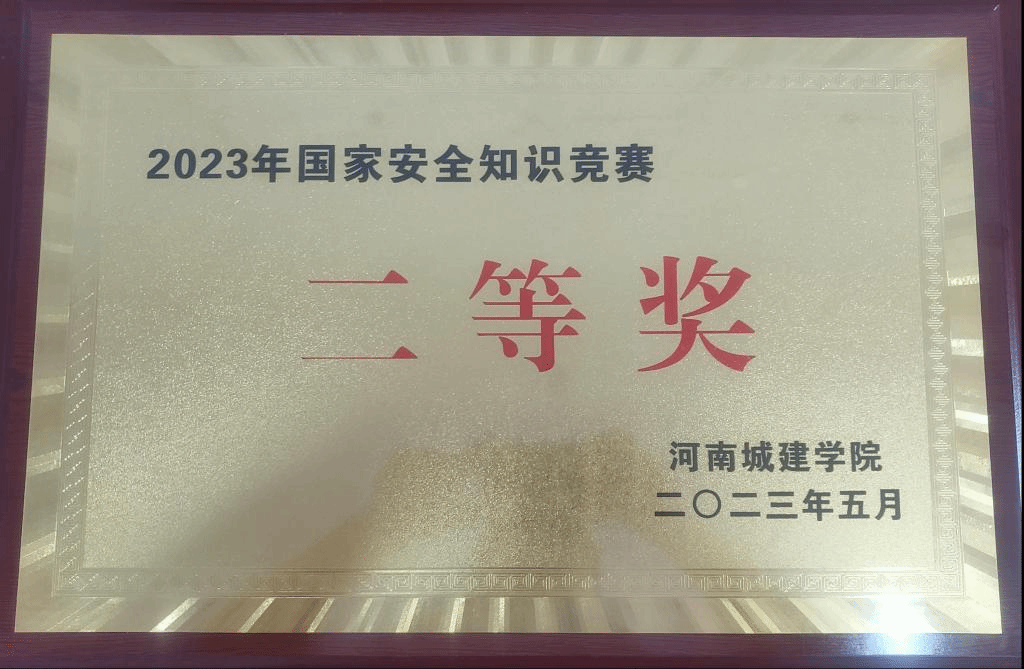 2023年国家安全知识竞赛
二等奖
河南城建学院
二〇二三年五月